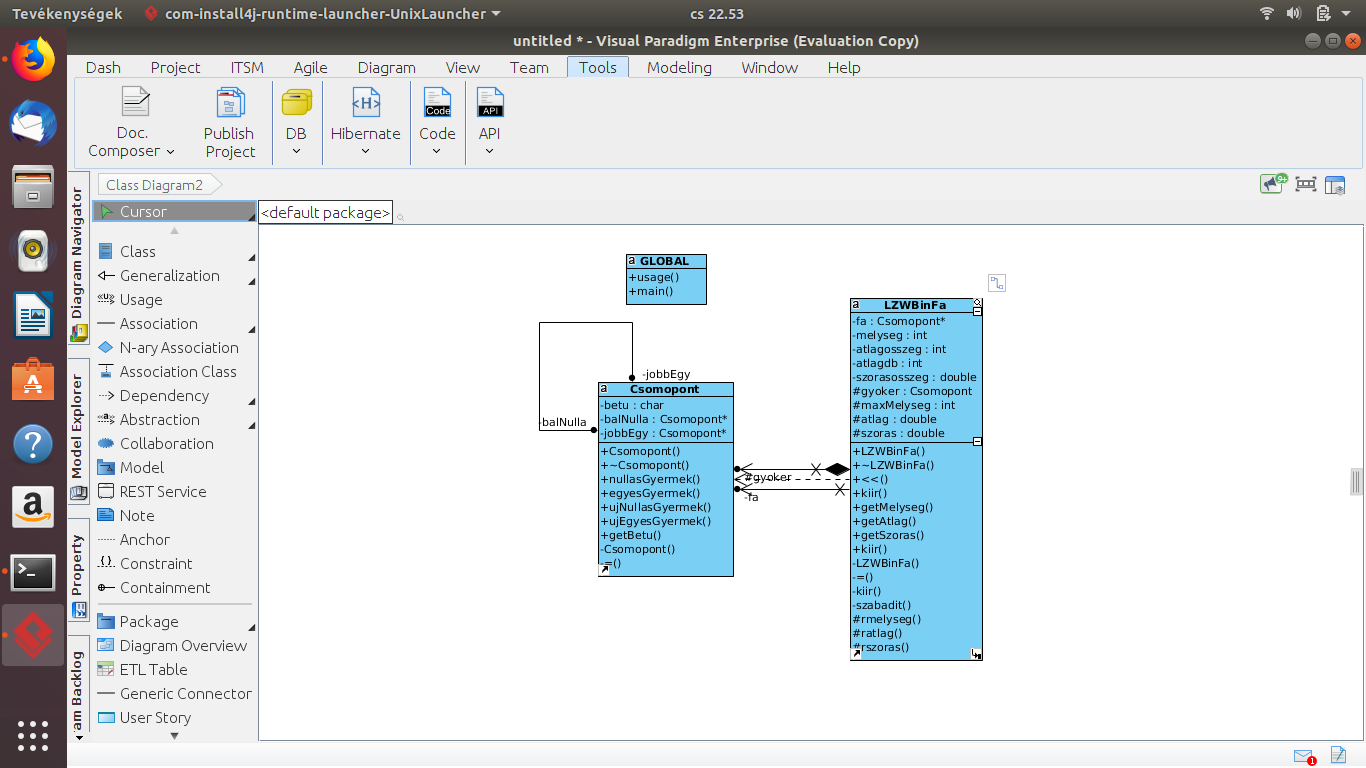 Tevékenységek
com-install4j-runtime-launcher-UnixLauncher
cs 22.53
untitled * - Visual Paradigm Enterprise (Evaluation Copy)
Dash Project ITSM Agile Diagram View Team Tools Modeling Window Help
Doc.
Composer
Publish
Project
DB
Hibernate
Code
Code
API
API
Class Diagram2
9+
Diagram Navigator
Model Explorer
Property
am Backlog
Cursor
Class
Generalization
Usage
Association
N-ary Association
Association Class
Dependency
Abstraction
Collaboration
Model
REST Service
Note
Anchor
Constraint
Containment
Package
Diagram Overview
ETL Table
Generic Connector
User Story
<default package>
GLOBAL
+usage()
+main()
-jobbEgy
-balNulla
Csomopont
-betu : char
-balNulla : Csomopont*
-jobbEgy : Csomopont*
+Csomopont()
+~Csomopont()
+nullasGyermek()
+egyesGyermek()
+ujNullasGyermek()
+ujEgyesGyermek()
+getBetu()
-Csomopont()
-=()
#gyoker
-fa
LZWBinFa
-fa : Csomopont*
-melyseg : int
-atlagosszeg : int
-atlagdb : int
-szorasosszeg : double
#gyoker : Csomopont
#maxMelyseg : int
#atlag : double
#szoras : double
+LZWBinFa()
+~LZWBinFa()
+<<()
+kiir()
+getMelyseg()
+getAtlag()
+getSzoras()
+kiir()
-LZWBinFa()
-=()
-kiir()
-szabadit()
#rmelyseg()
#ratlag()
#rszoras()
1